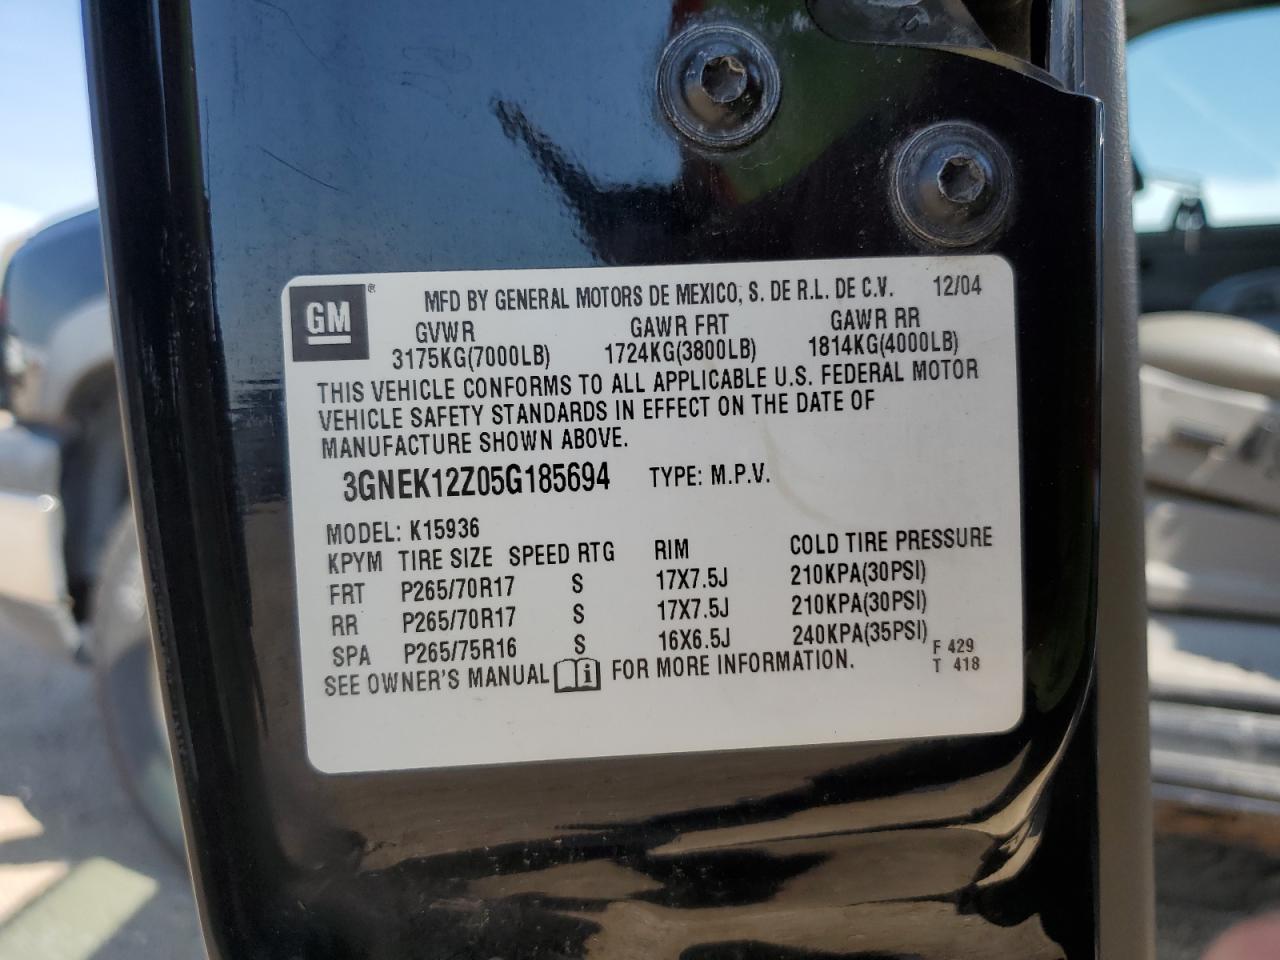 GM ® MFD BY GENERAL MOTORS DE MEXICO, S. DE R.L. DE C.V. 12/04
GVWR GAWR FRT GAWR RR
3175KG(7000LB) 1724KG(3800LB) 1814KG(4000LB)
THIS VEHICLE CONFORMS TO ALL APPLICABLE U.S. FEDERAL MOTOR
VEHICLE SAFETY STANDARDS IN EFFECT ON THE DATE OF
MANUFACTURE SHOWN ABOVE.
3GNEK12Z05G185694 TYPE: M.P.V.
MODEL: K15936
KPYM TIRE SIZE SPEED RTG RIM COLD TIRE PRESSURE
FRT P265/70R17 S 17X7.5J 210KPA(30PSI)
RR P265/70R17 S 17X7.5J 210KPA(30PSI)
SPA P265/75R16 S 16X6.5J 240KPA(35PSI)
SEE OWNER'S MANUAL i FOR MORE INFORMATION.
F 429
T 418